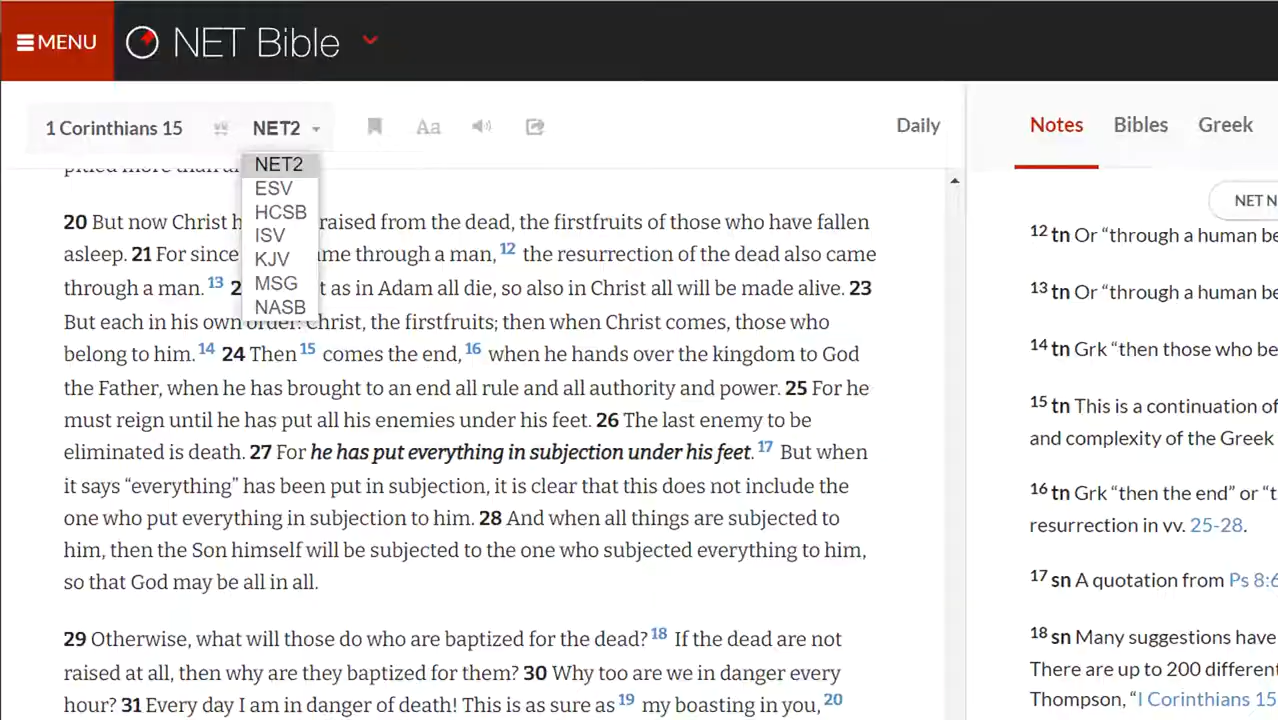 MENU NET Bible
1 Corinthians 15 NET2 Aa Daily
NET2
ESV
HCSB
ISV
KJV
MSG
NASB
20 But now Christ h raised from the dead, the firstfruits of those who have fallen
asleep. 21 For since me through a man, 12 the resurrection of the dead also came
through a man. 13 2 t as in Adam all die, so also in Christ all will be made alive. 23
But each in his own order: Christ, the firstfruits; then when Christ comes, those who
belong to him. 14 24 Then 15 comes the end, 16 when he hands over the kingdom to God
the Father, when he has brought to an end all rule and all authority and power. 25 For he
must reign until he has put all his enemies under his feet. 26 The last enemy to be
eliminated is death. 27 For he has put everything in subjection under his feet. 17 But when
it says “everything” has been put in subjection, it is clear that this does not include the
one who put everything in subjection to him. 28 And when all things are subjected to
him, then the Son himself will be subjected to the one who subjected everything to him,
so that God may be all in all.
29 Otherwise, what will those do who are baptized for the dead? 18 If the dead are not
raised at all, then why are they baptized for them? 30 Why too are we in danger every
hour? 31 Every day I am in danger of death! This is as sure as 19 my boasting in you, 20
Notes Bibles Greek
NET N
12 tn Or “through a human be
13 tn Or “through a human be
14 tn Grk “then those who be
15 tn This is a continuation of
and complexity of the Greek
16 tn Grk “then the end” or “t
resurrection in vv. 25-28.
17 sn A quotation from Ps 8:6
18 sn Many suggestions have
There are up to 200 different
Thompson, “I Corinthians 15